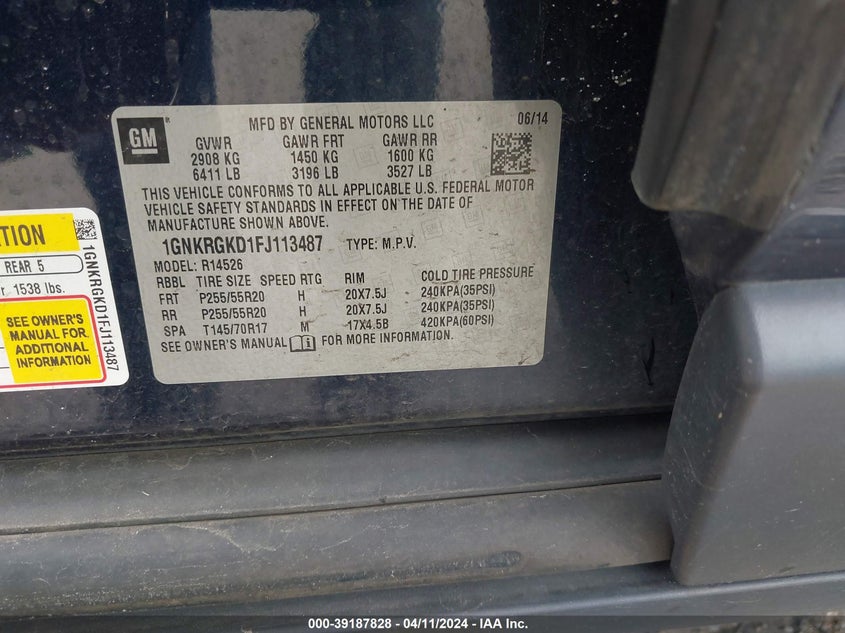 GM
MFD BY GENERAL MOTORS LLC 06/14
GVWR GAWR FRT GAWR RR
2908 KG 1450 KG 1600 KG
6411 LB 3196 LB 3527 LB
THIS VEHICLE CONFORMS TO ALL APPLICABLE U.S. FEDERAL MOTOR
VEHICLE SAFETY STANDARDS IN EFFECT ON THE DATE OF
MANUFACTURE SHOWN ABOVE.
1GNKRGKD1FJ113487 TYPE: M.P.V.
MODEL: R14526
RBBL TIRE SIZE SPEED RTG RIM COLD TIRE PRESSURE
FRT P255/55R20 H 20X7.5J 240KPA(35PSI)
RR P255/55R20 H 20X7.5J 240KPA(35PSI)
SPA T145/70R17 M 17X4.5B 420KPA(60PSI)
SEE OWNER'S MANUAL FOR MORE INFORMATION.
REAR 5
1538 lbs.
SEE OWNER'S
MANUAL FOR
ADDITIONAL
INFORMATION
1GNKRGKD1FJ113487
000-39187828 - 04/11/2024 - IAA Inc.